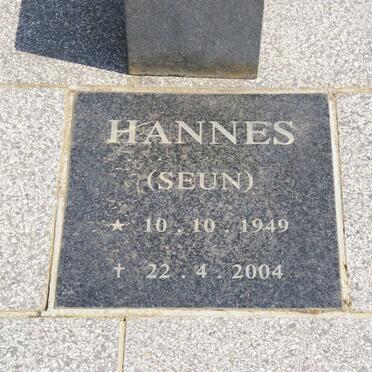 HANNES
(SEUN)
★ 10 . 10 . 1949
† 22 . 4 . 2004